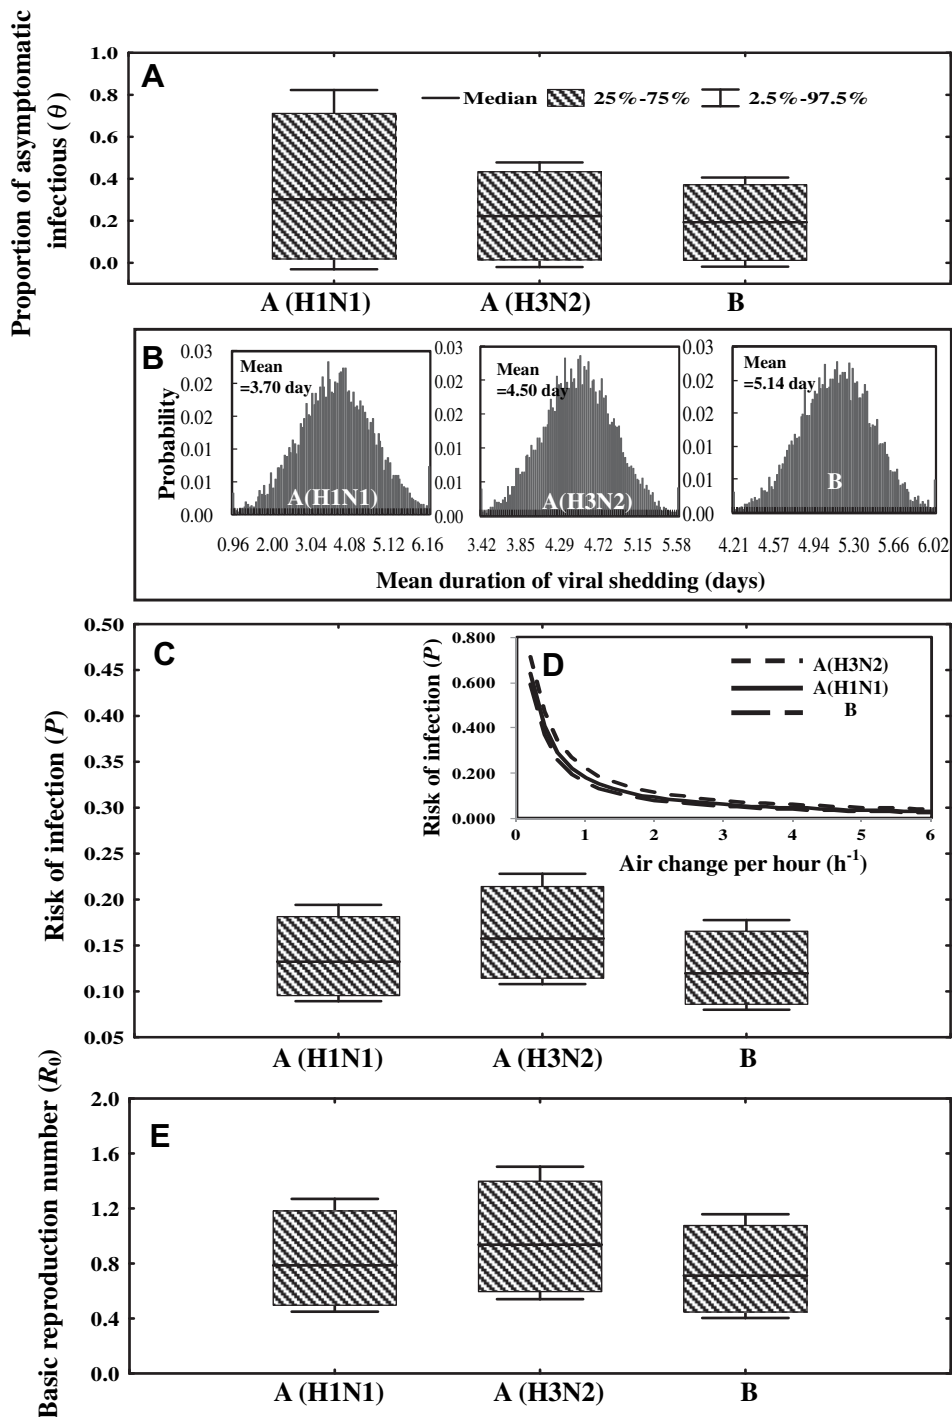 Proportion of asymptomatic
infectious (θ)
A
1.0
0.8
0.6
0.4
0.2
0.0
Median 25%-75% 2.5%-97.5%
A (H1N1) A (H3N2) B
B
Probability
0.03
0.02
0.02
0.01
0.01
0.00
Mean
=3.70 day
A(H1N1)
0.96 2.00 3.04 4.08 5.12 6.16
0.03
0.02
0.02
0.01
0.01
0.00
Mean
=4.50 day
A(H3N2)
3.42 3.85 4.29 4.72 5.15 5.58
0.03
0.02
0.02
0.01
0.01
0.00
Mean
=5.14 day
B
4.21 4.57 4.94 5.30 5.66 6.02
Mean duration of viral shedding (days)
Risk of infection (P)
C
0.50
0.45
0.40
0.35
0.30
0.25
0.20
0.15
0.10
0.05
A (H1N1) A (H3N2) B
Risk of infection (P)
D
0.800
0.600
0.400
0.200
0.000
A(H3N2)
A(H1N1)
B
0 1 2 3 4 5 6
Air change per hour (h-1)
Basic reproduction number (R0)
E
2.0
1.6
1.2
0.8
0.4
0.0
A (H1N1) A (H3N2) B